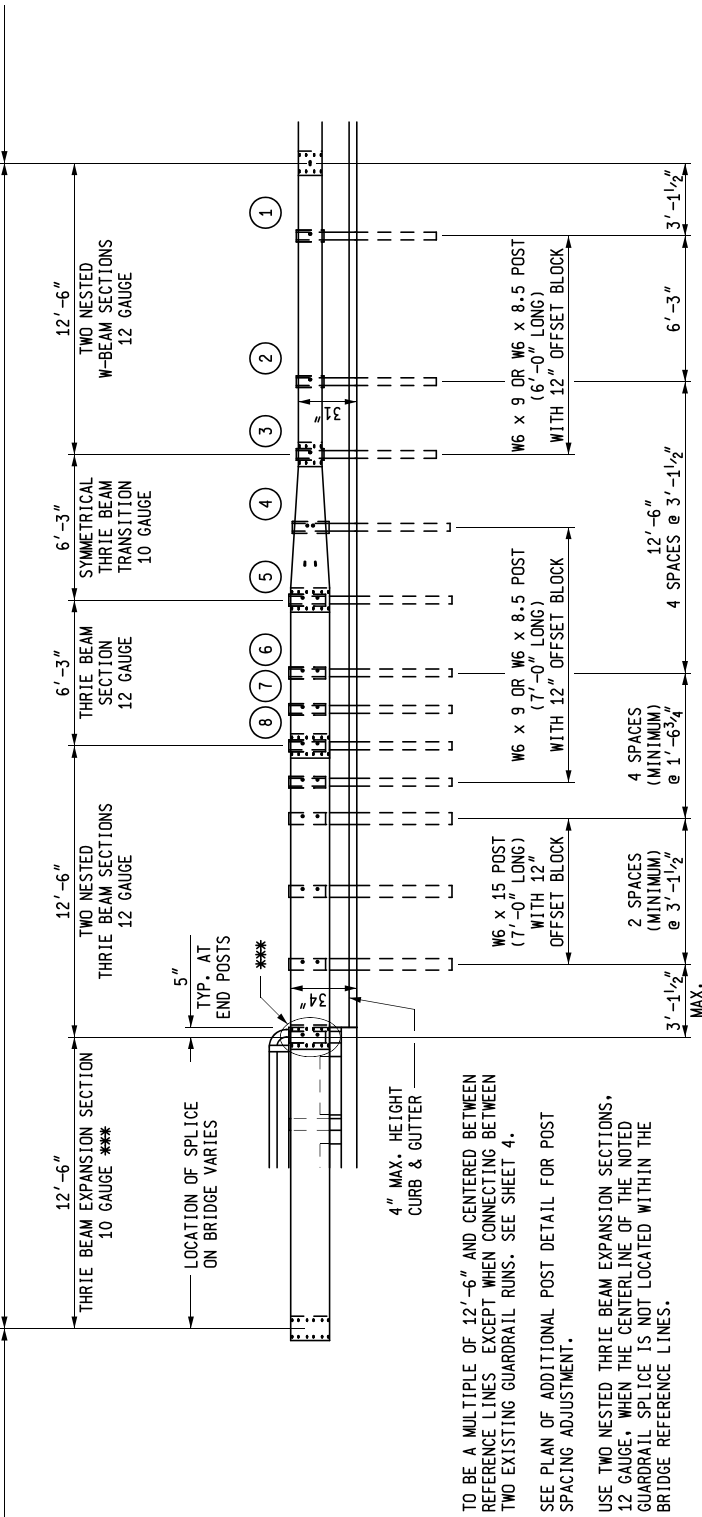 12'-6"
THRIE BEAM EXPANSION SECTION
10 GAUGE ***
12'-6"
TWO NESTED
THRIE BEAM SECTIONS
12 GAUGE
6'-3"
THRIE BEAM
SECTION
12 GAUGE
6'-3"
SYMMETRICAL
THRIE BEAM
TRANSITION
10 GAUGE
12'-6"
TWO NESTED
W-BEAM SECTIONS
12 GAUGE
LOCATION OF SPLICE
ON BRIDGE VARIES
5"
TYP. AT
END POSTS
***
8
7
6
5
4
3
2
1
34"
31"
4" MAX. HEIGHT
CURB & GUTTER
W6 x 15 POST
(7'-0" LONG)
WITH 12"
OFFSET BLOCK
W6 x 9 OR W6 x 8.5 POST
(7'-0" LONG)
WITH 12" OFFSET BLOCK
W6 x 9 OR W6 x 8.5 POST
(6'-0" LONG)
WITH 12" OFFSET BLOCK
3'-1½"
MAX.
2 SPACES
(MINIMUM)
@ 3'-1½"
4 SPACES
(MINIMUM)
@ 1'-6¾
12'-6"
4 SPACES @ 3'-1½"
6'-3"
3'-1½"
TO BE A MULTIPLE OF 12'-6" AND CENTERED BETWEEN
REFERENCE LINES EXCEPT WHEN CONNECTING BETWEEN
TWO EXISTING GUARDRAIL RUNS. SEE SHEET 4.
SEE PLAN OF ADDITIONAL POST DETAIL FOR POST
SPACING ADJUSTMENT.
USE TWO NESTED THRIE BEAM EXPANSION SECTIONS,
12 GAUGE, WHEN THE CENTERLINE OF THE NOTED
GUARDRAIL SPLICE IS NOT LOCATED WITHIN THE
BRIDGE REFERENCE LINES.